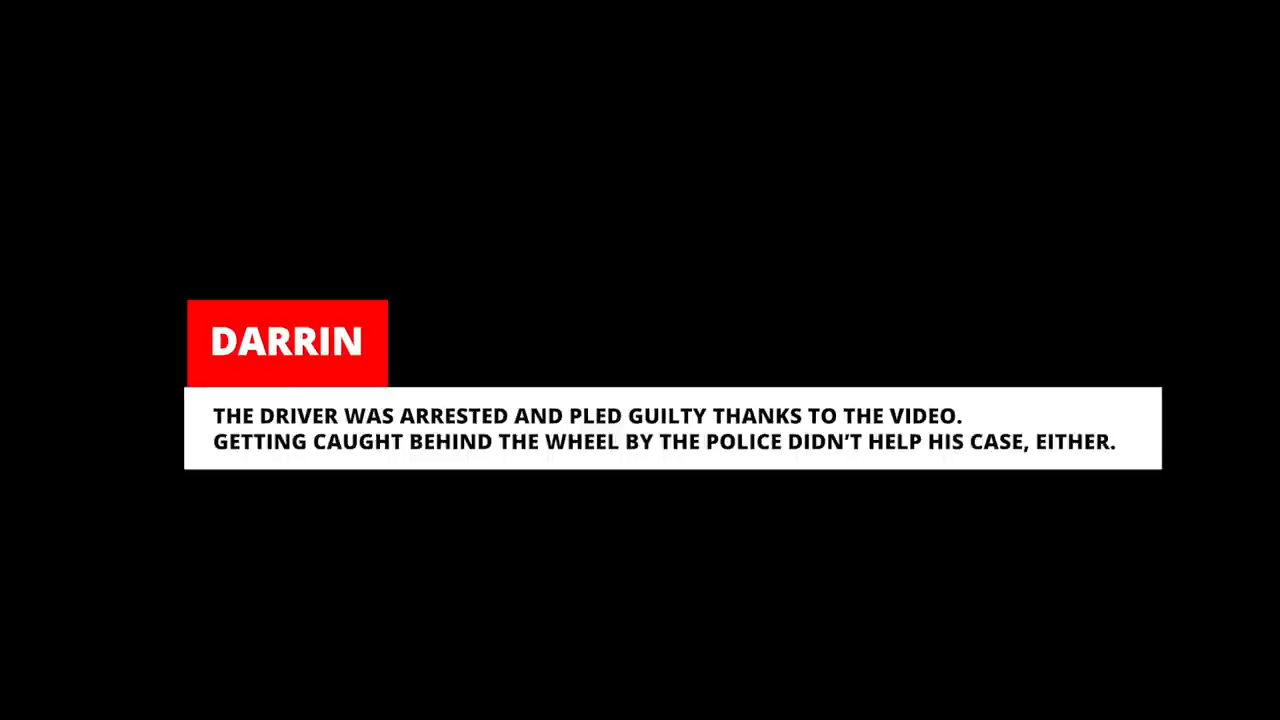 DARRIN
THE DRIVER WAS ARRESTED AND PLED GUILTY THANKS TO THE VIDEO.
GETTING CAUGHT BEHIND THE WHEEL BY THE POLICE DIDN'T HELP HIS CASE, EITHER.